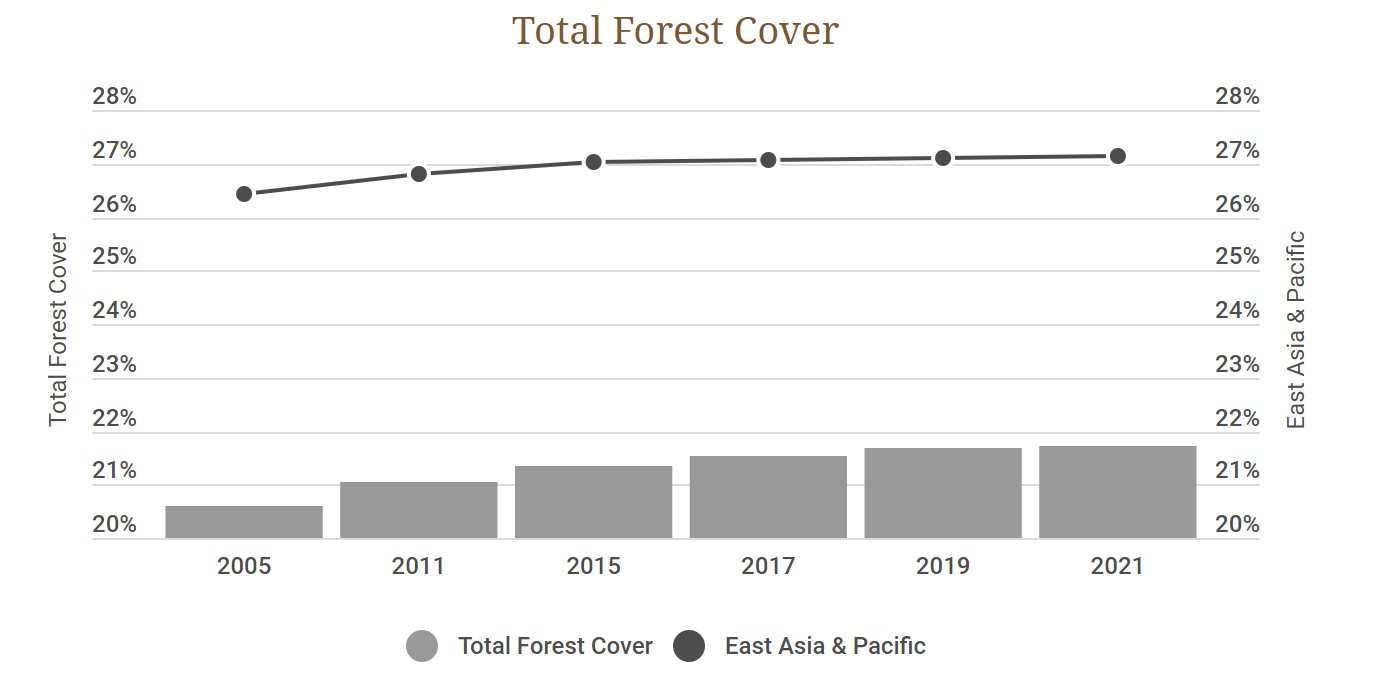 Total Forest Cover
28% 28%
27% 27%
26% 26%
25% 25%
24% 24%
23% 23%
22% 22%
21% 21%
20% 20%
Total Forest Cover
East Asia & Pacific
2005 2011 2015 2017 2019 2021
Total Forest Cover East Asia & Pacific